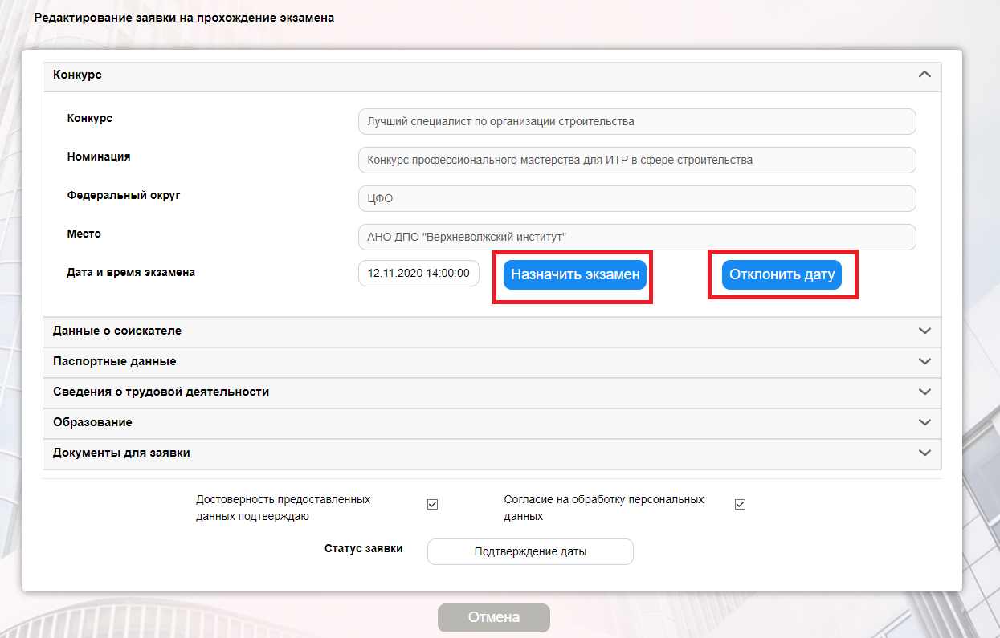 Редактирование заявки на прохождение экзамена
Конкурс
Конкурс
Лучший специалист по организации строительства
Номинация
Конкурс профессионального мастерства для ИТР в сфере строительства
Федеральный округ
ЦФО
Место
АНО ДПО "Верхневолжский институт"
Дата и время экзамена
12.11.2020 14:00:00
Назначить экзамен
Отклонить дату
Данные о соискателе
Паспортные данные
Сведения о трудовой деятельности
Образование
Документы для заявки
Достоверность предоставленных
данных подтверждаю
Согласие на обработку персональных
данных
Статус заявки
Подтверждение даты
Отмена